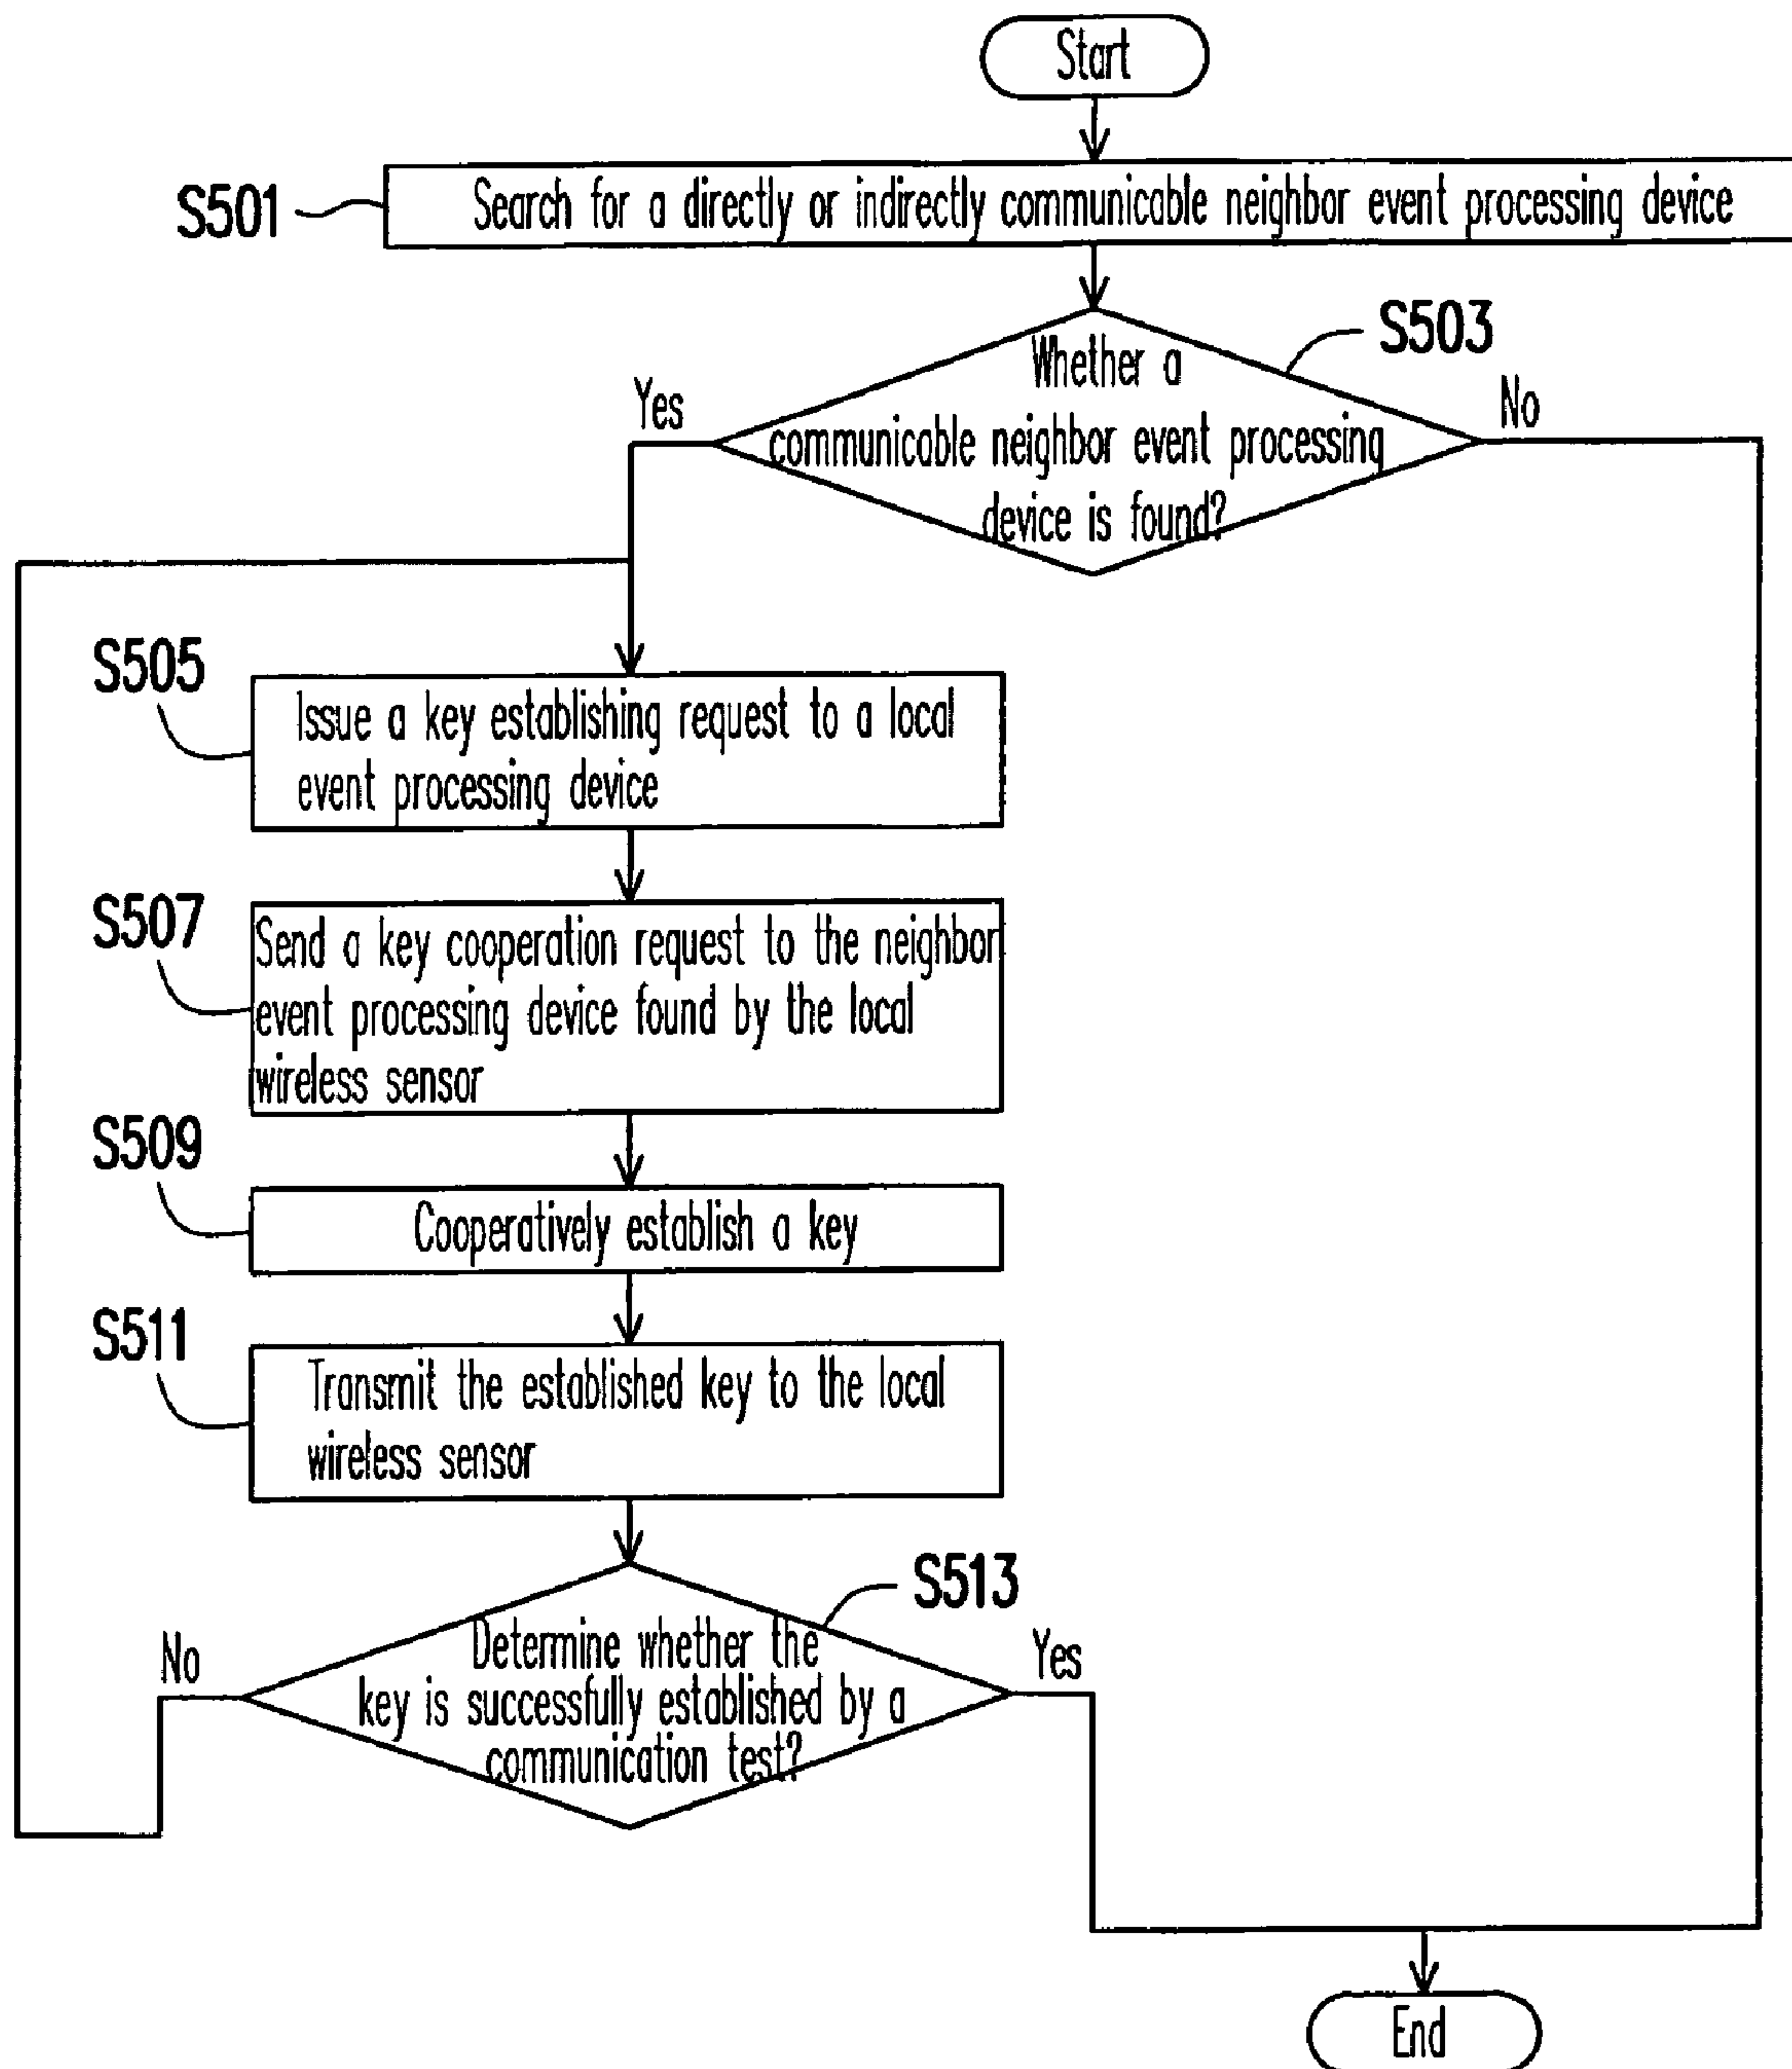 Start
S501
Search for a directly or indirectly communicable neighbor event processing device
S503
Whether a
communicable neighbor event processing
device is found?
Yes
No
S505
Issue a key establishing request to a local
event processing device
S507
Send a key cooperation request to the neighbor
event processing device found by the local
wireless sensor
S509
Cooperatively establish a key
S511
Transmit the established key to the local
wireless sensor
S513
Determine whether the
key is successfully established by a
communication test?
No
Yes
End